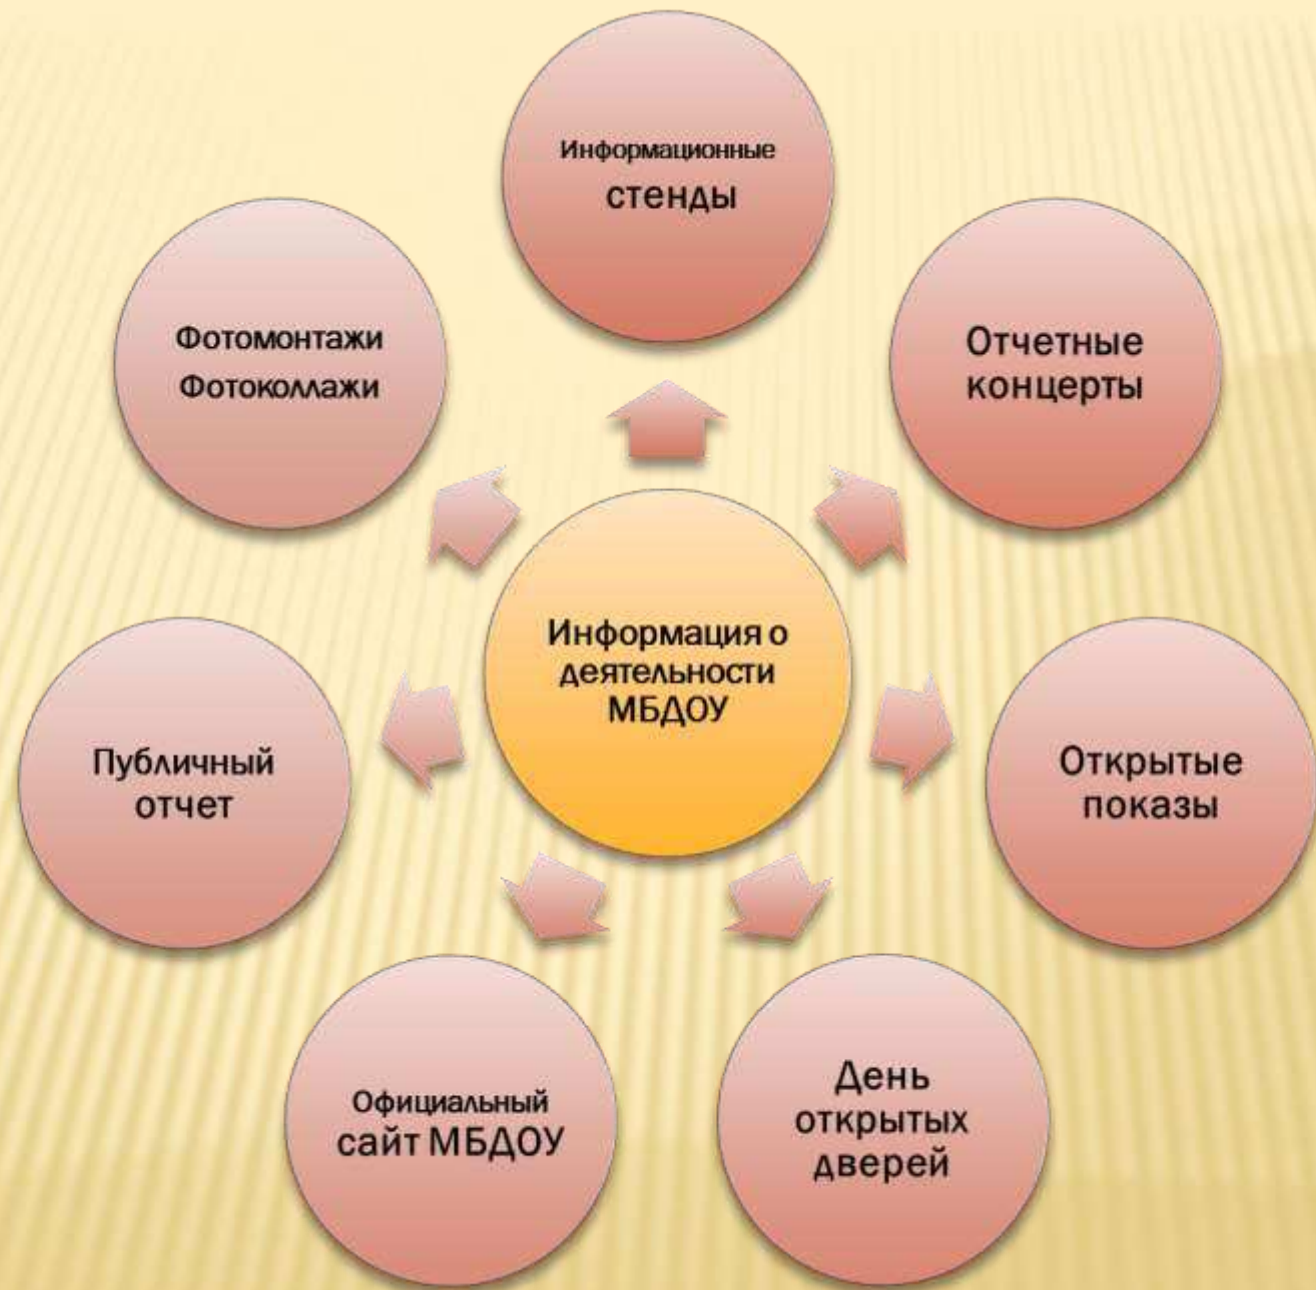 Информационные
стенды
Отчетные
концерты
Открытые
показы
День
открытых
дверей
Официальный
сайт МБДОУ
Публичный
отчет
Фотомонтажи
Фотоколлажи
Информация о
деятельности
МБДОУ